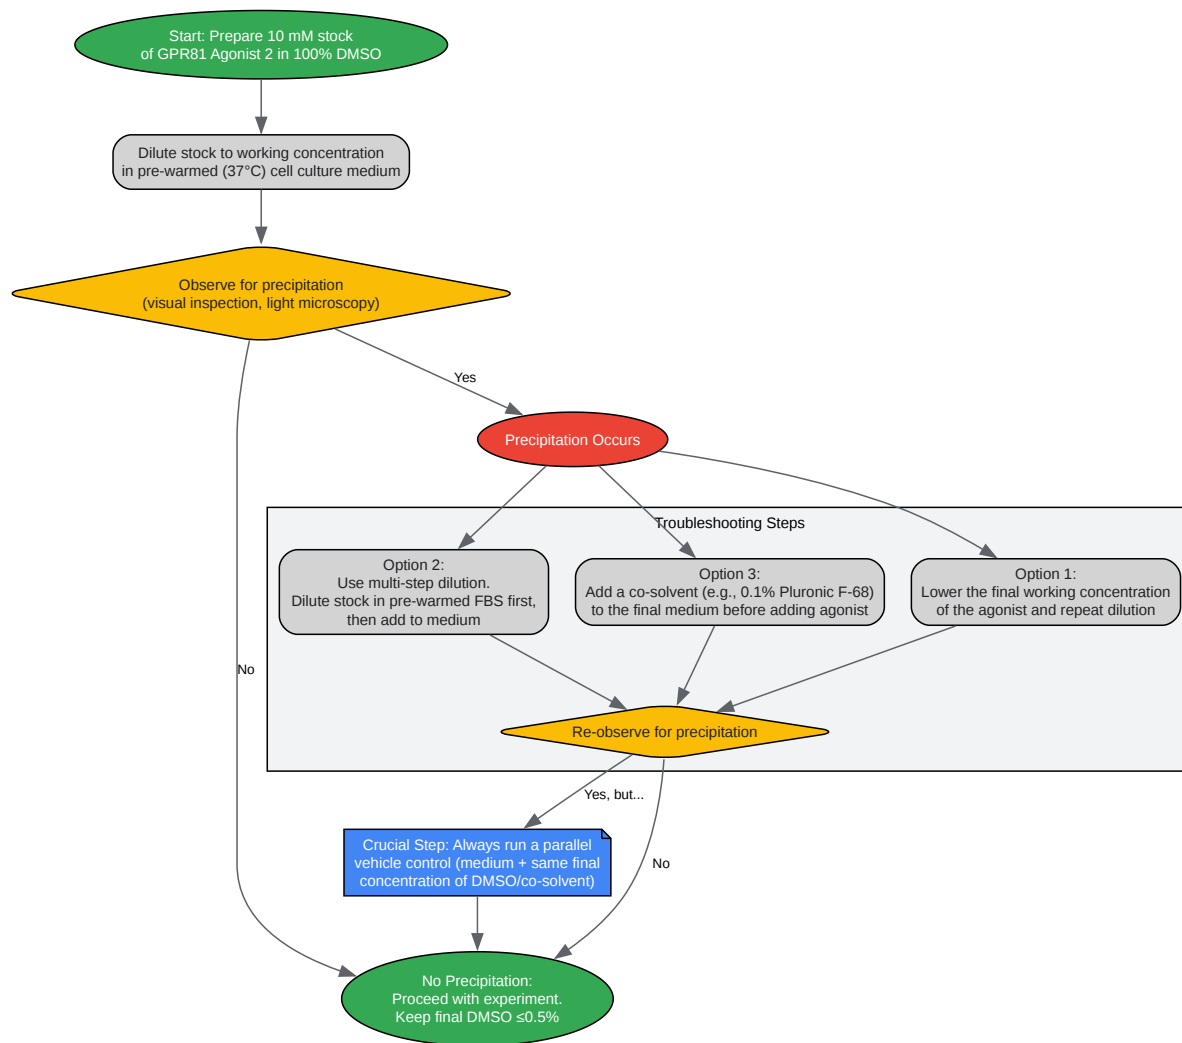 Start: Prepare 10 mM stock
of GPR81 Agonist 2 in 100% DMSO
Dilute stock to working concentration
in pre-warmed (37°C) cell culture medium
Observe for precipitation
(visual inspection, light microscopy)
Yes
Precipitation Occurs
Troubleshooting Steps
Option 2:
Use multi-step dilution.
Dilute stock in pre-warmed FBS first,
then add to medium
Option 3:
Add a co-solvent (e.g., 0.1% Pluronic F-68)
to the final medium before adding agonist
Option 1:
Lower the final working concentration
of the agonist and repeat dilution
No
Re-observe for precipitation
Yes, but...
Crucial Step: Always run a parallel
vehicle control (medium + same final
concentration of DMSO/co-solvent)
No
No Precipitation:
Proceed with experiment.
Keep final DMSO ≤0.5%